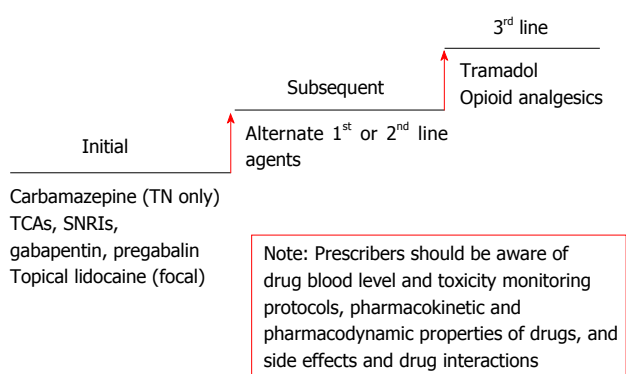 Initial
Carbamazepine (TN only)
TCAs, SNRIs,
gabapentin, pregabalin
Topical lidocaine (focal)
Subsequent
Alternate 1st or 2nd line
agents
3rd line
Tramadol
Opioid analgesics
Note: Prescribers should be aware of
drug blood level and toxicity monitoring
protocols, pharmacokinetic and
pharmacodynamic properties of drugs, and
side effects and drug interactions